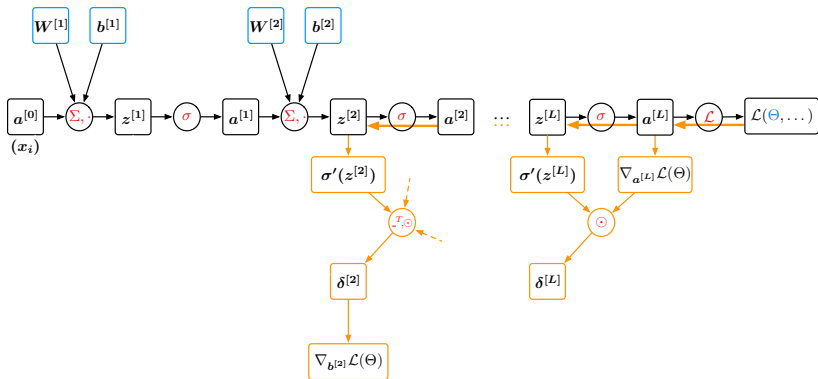 W^[1] b^[1] W^[2] b^[2]
a^[0] Σ, · z^[1] σ a^[1] Σ, · z^[2] σ a^[2] ... z^[L] σ a^[L] ℒ ℒ(Θ, …)
(x_i) ...
σ′(z^[2]) σ′(z^[L]) ∇_{a^[L]}ℒ(Θ)
_^T,⊙ ⊙
δ^[2] δ^[L]
∇_{b^[2]}ℒ(Θ)